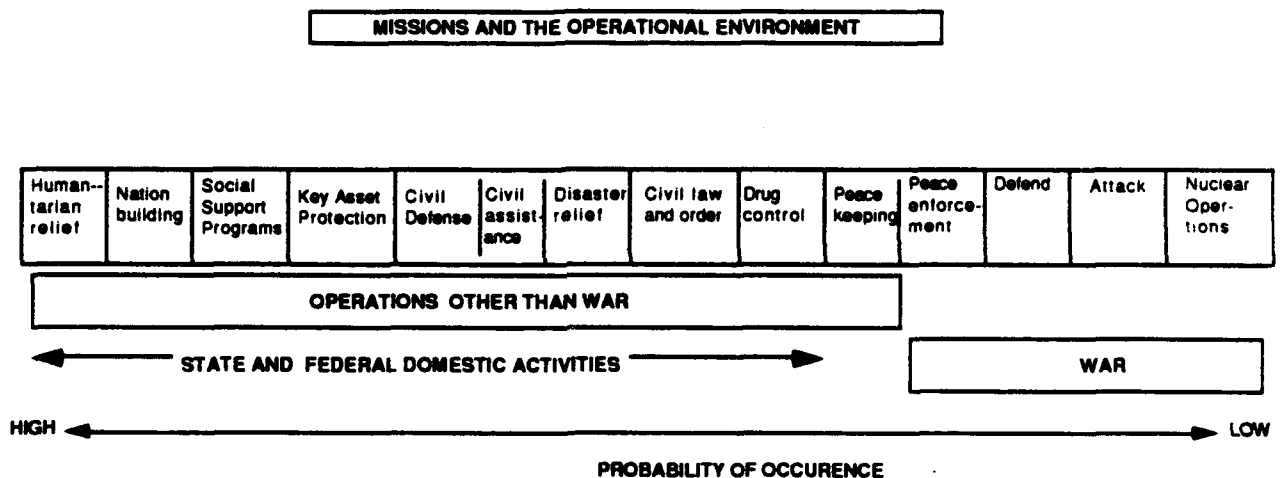 MISSIONS AND THE OPERATIONAL ENVIRONMENT
Human--
tarian
relief
Nation
building
Social
Support
Programs
Key Asset
Protection
Civil
Defense
Civil
assist-
ance
Disaster
relief
Civil law
and order
Drug
control
Peace
keeping
Peace
enforce-
ment
Defend
Attack
Nuclear
Oper-
tions
OPERATIONS OTHER THAN WAR
STATE AND FEDERAL DOMESTIC ACTIVITIES
WAR
HIGH
LOW
PROBABILITY OF OCCURENCE